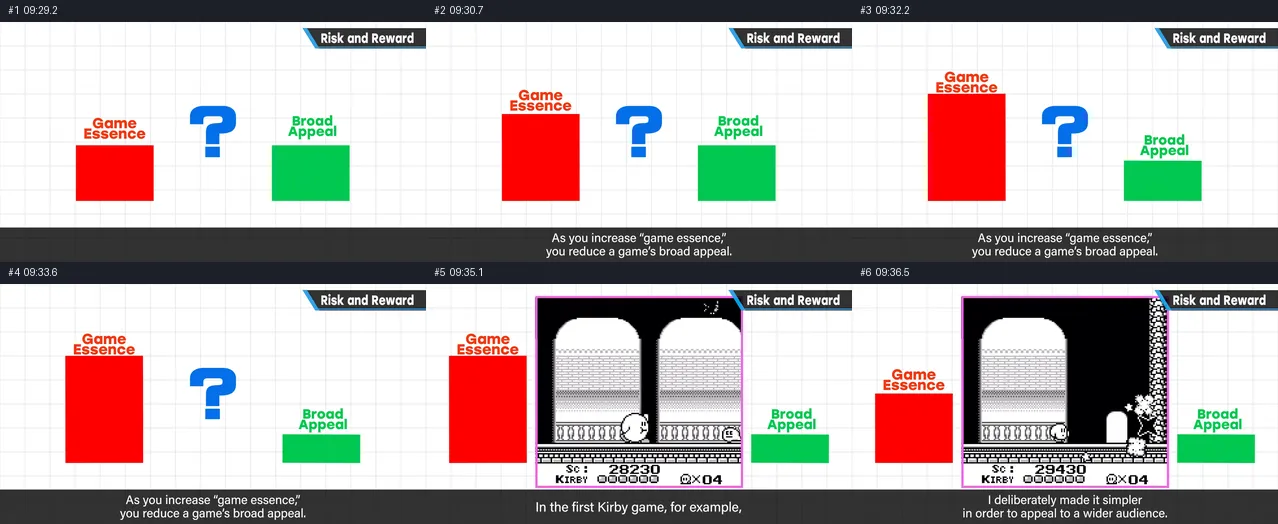 #1 09:29.2
Risk and Reward
Game
Essence
?
Broad
Appeal
#2 09:30.7
Risk and Reward
Game
Essence
?
Broad
Appeal
As you increase “game essence,”
you reduce a game’s broad appeal.
#3 09:32.2
Risk and Reward
Game
Essence
?
Broad
Appeal
As you increase “game essence,”
you reduce a game’s broad appeal.
#4 09:33.6
Risk and Reward
Game
Essence
?
Broad
Appeal
As you increase “game essence,”
you reduce a game’s broad appeal.
#5 09:35.1
Risk and Reward
Game
Essence
Broad
Appeal
Sc: 28230
KIRBY ×04
In the first Kirby game, for example,
#6 09:36.5
Risk and Reward
Game
Essence
Broad
Appeal
Sc: 29430
KIRBY ×04
I deliberately made it simpler
in order to appeal to a wider audience.